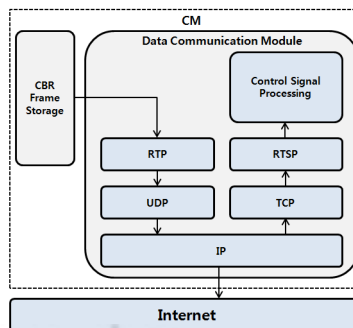 CM
Data Communication Module
CBR
Frame
Storage
Control Signal
Processing
RTP
RTSP
UDP
TCP
IP
Internet